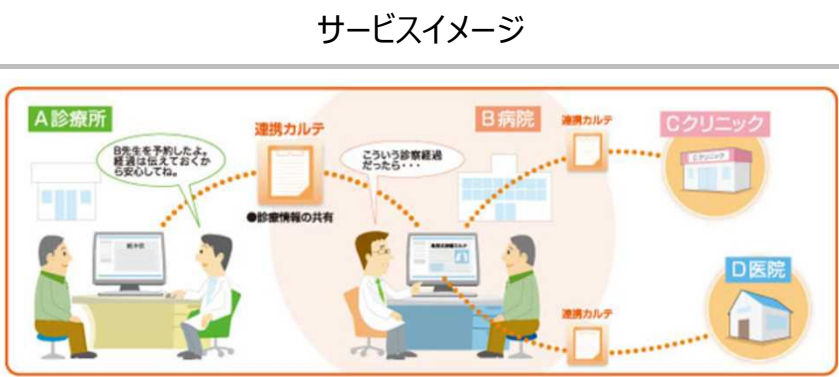 サービスイメージ
A診療所
B先生を予約したよ。
経過は伝えておくか
ら安心してね。
連携カルテ
●診療情報の共有
紹介状
B病院
こういう診察経過
だったら・・・
連携カルテ
Cクリニック
Cクリニック
D医院
連携カルテ